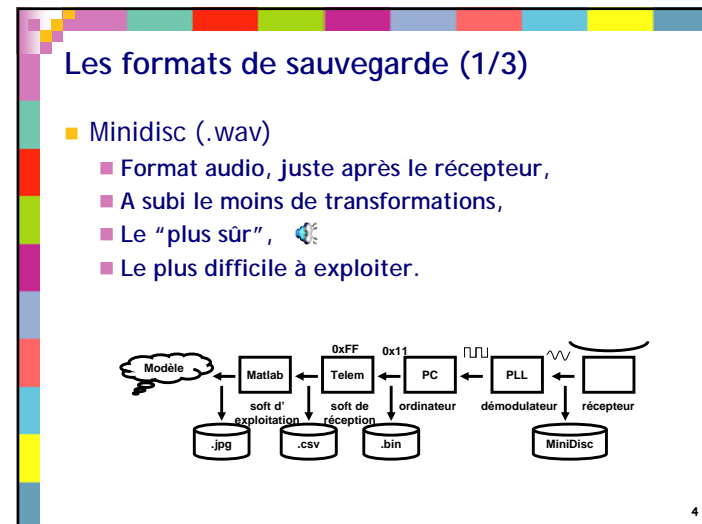 Les formats de sauvegarde (1/3)
Minidisc (.wav)
Format audio, juste après le récepteur,
A subi le moins de transformations,
Le “plus sûr”,
Le plus difficile à exploiter.
0xFF 0x11
Modèle Matlab Telem PC PLL
soft d’ soft de ordinateur démodulateur récepteur
exploitation réception
.jpg .csv .bin MiniDisc
4